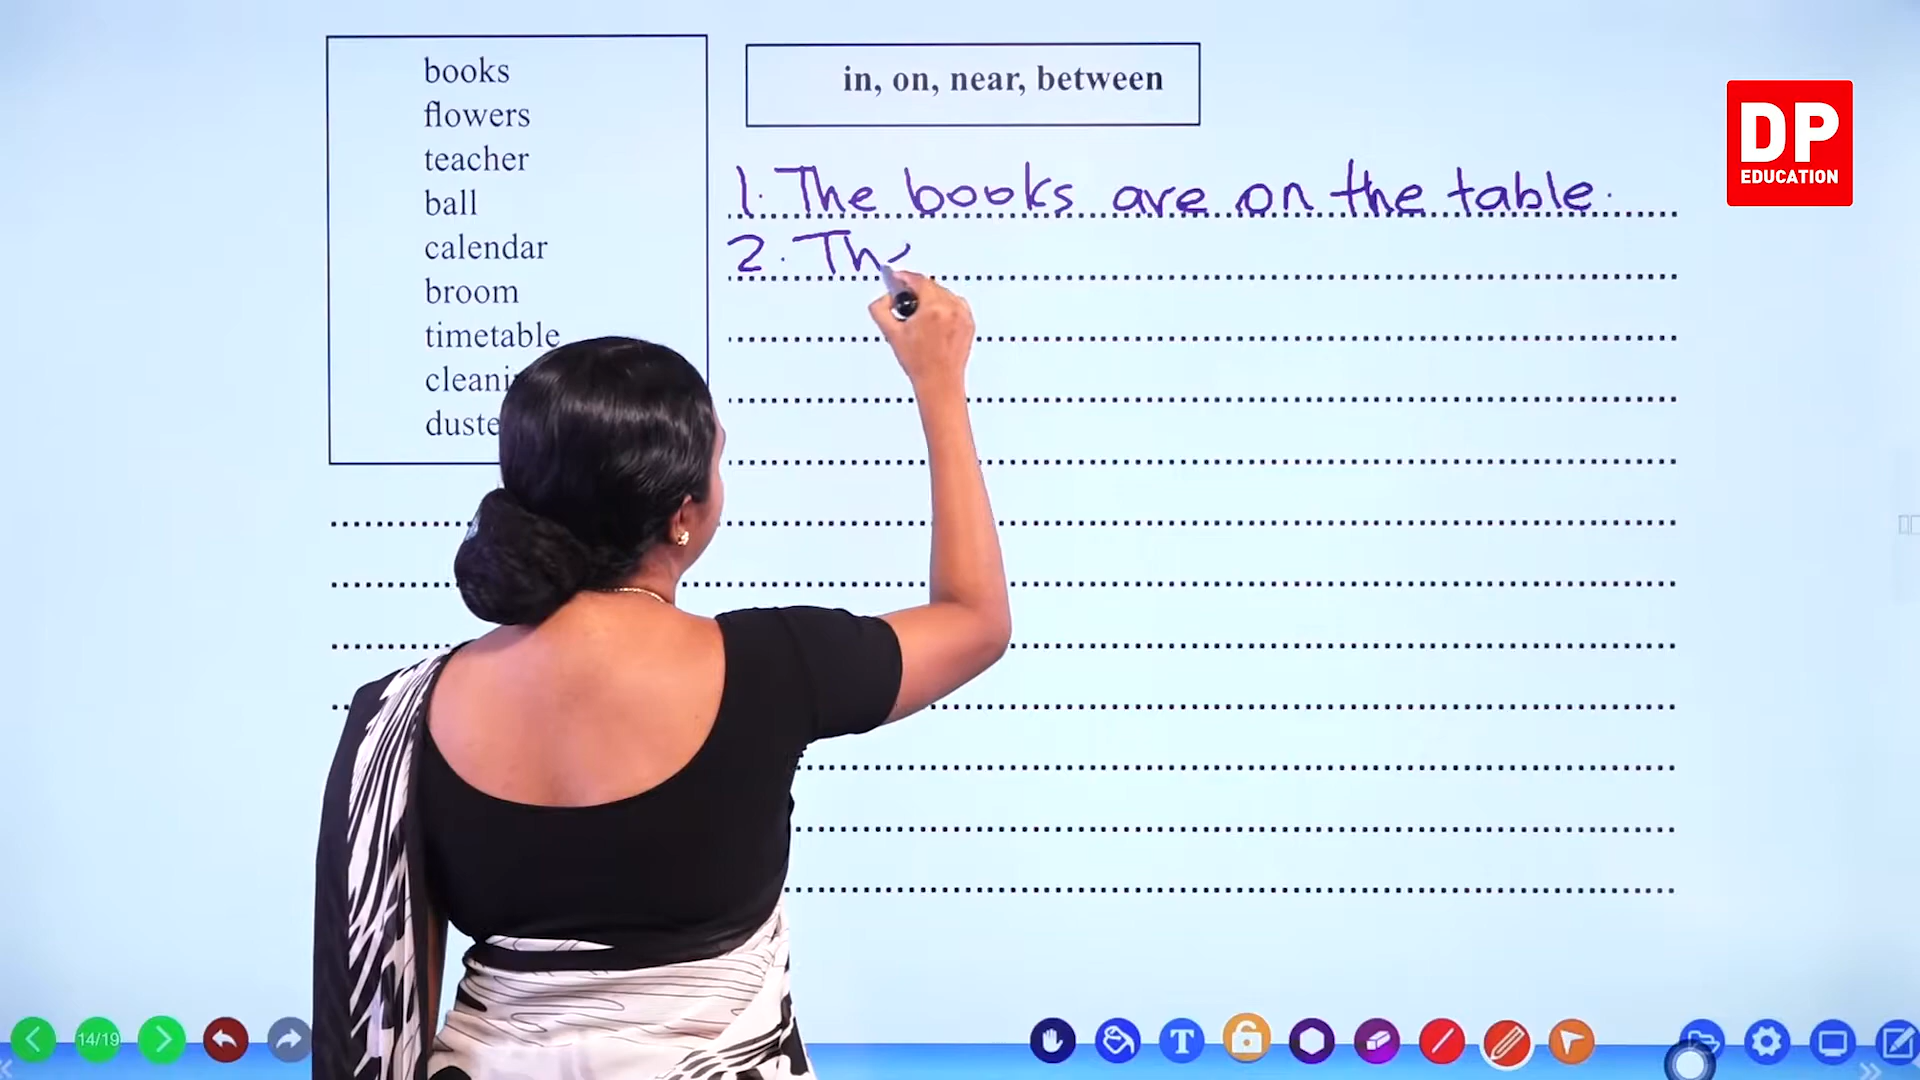 books
flowers
teacher
ball
calendar
broom
timetable
in, on, near, between
1. The books are on the table.
2. The
DP
EDUCATION
14/19
T